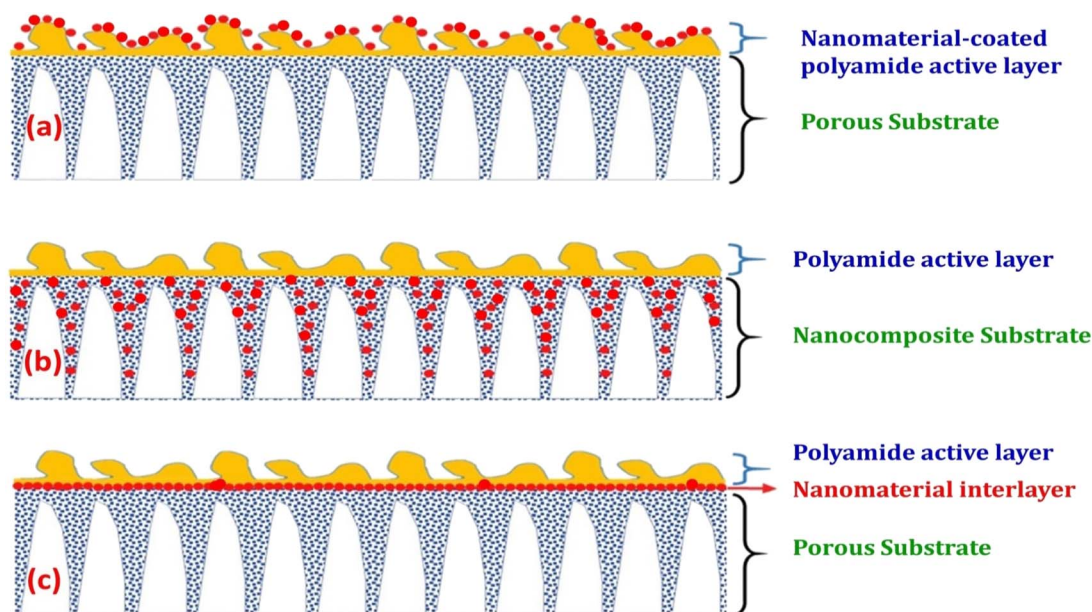 Nanomaterial-coated
polyamide active layer
(a)
Porous Substrate
Polyamide active layer
Nanocomposite Substrate
(b)
Polyamide active layer
Nanomaterial interlayer
Porous Substrate
(c)